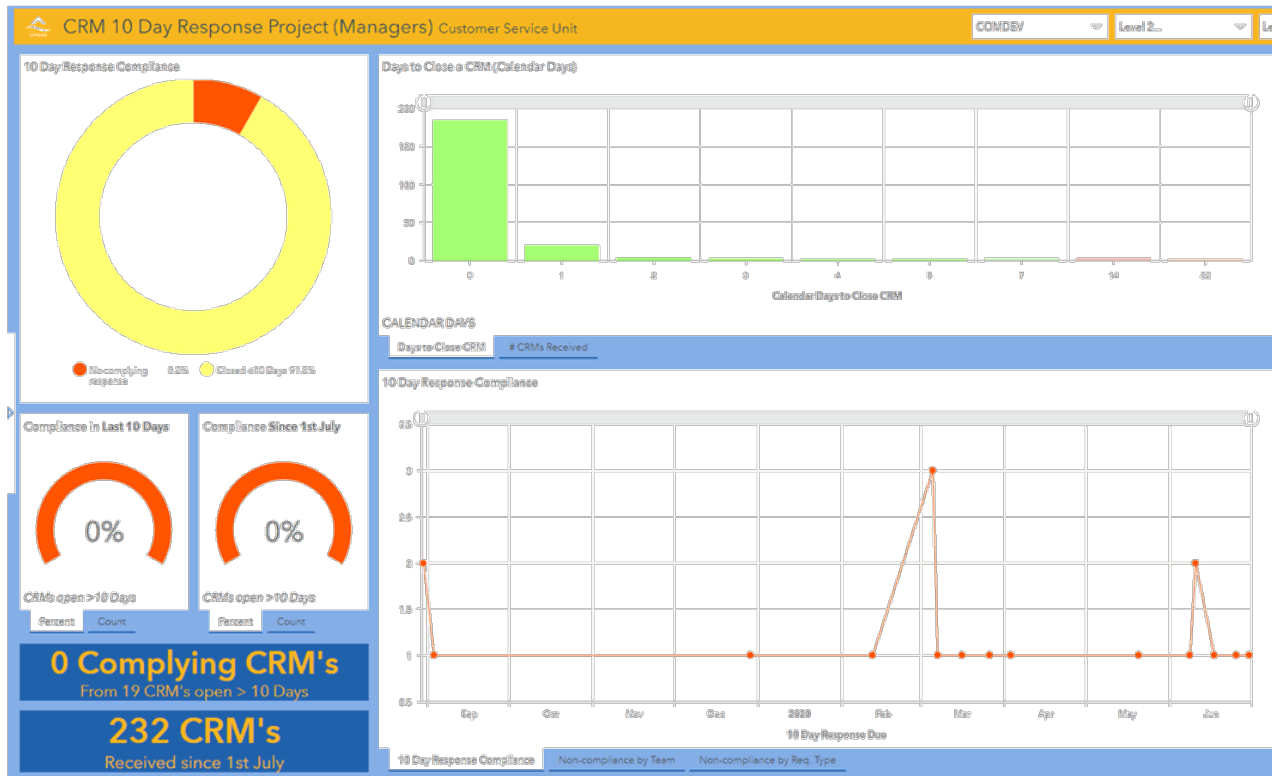 CRM 10 Day Response Project (Managers) Customer Service Unit
COMDEV
Level 2...
10 Day Response Compliance
No complying
response
8.2%
Closed <10 Days 91.8%
Compliance in Last 10 Days
0%
CRMs open >10 Days
Percent Count
Compliance Since 1st July
0%
CRMs open >10 Days
Percent Count
0 Complying CRM's
From 19 CRM's open > 10 Days
232 CRM's
Received since 1st July
Days to Close a CRM (Calendar Days)
200
150
100
50
0
0 1 2 3 4 5 7 14
Calendar Days to Close CRM
CALENDAR DAYS
Days to Close CRM # CRMs Received
10 Day Response Compliance
3.5
3
2.5
2
1.5
1
0.5
Sep Oct Nov Dec 2020 Feb Mar Apr May Jun
10 Day Response Due
10 Day Response Compliance Non-compliance by Team Non-compliance by Req. Type